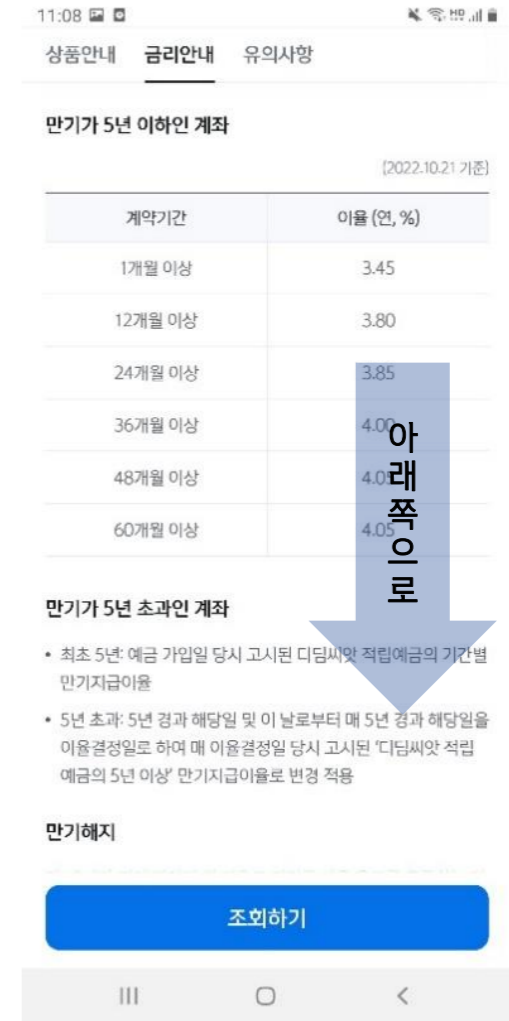 11:08
상품안내 금리안내 유의사항
만기가 5년 이하인 계좌
(2022.10.21 기준)
계약기간 이율 (연, %)
1개월 이상 3.45
12개월 이상 3.80
24개월 이상 3.85
36개월 이상 4.00
48개월 이상 4.05
60개월 이상 4.05
아래쪽으로
만기가 5년 초과인 계좌
• 최초 5년: 예금 가입일 당시 고시된 디딤씨앗 적립예금의 기간별
만기지급이율
• 5년 초과: 5년 경과 해당일 및 이 날로부터 매 5년 경과 해당일을
이율결정일로 하여 매 이율결정일 당시 고시된 '디딤씨앗 적립
예금의 5년 이상' 만기지급이율로 변경 적용
만기해지
조회하기